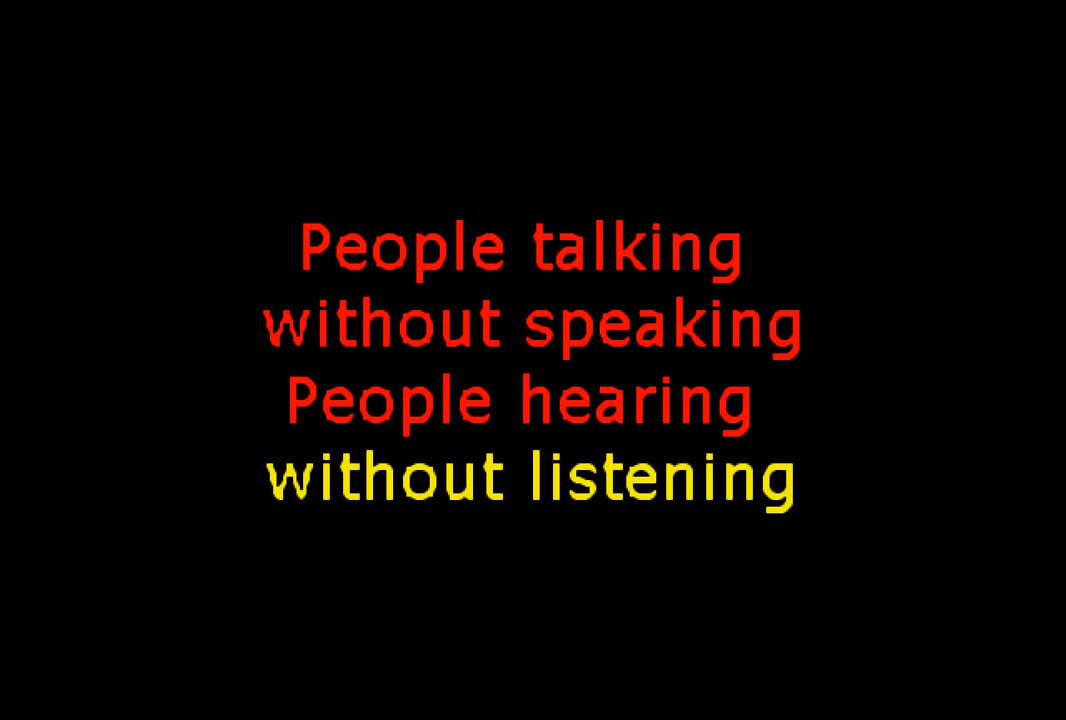 People talking
without speaking
People hearing
without listening